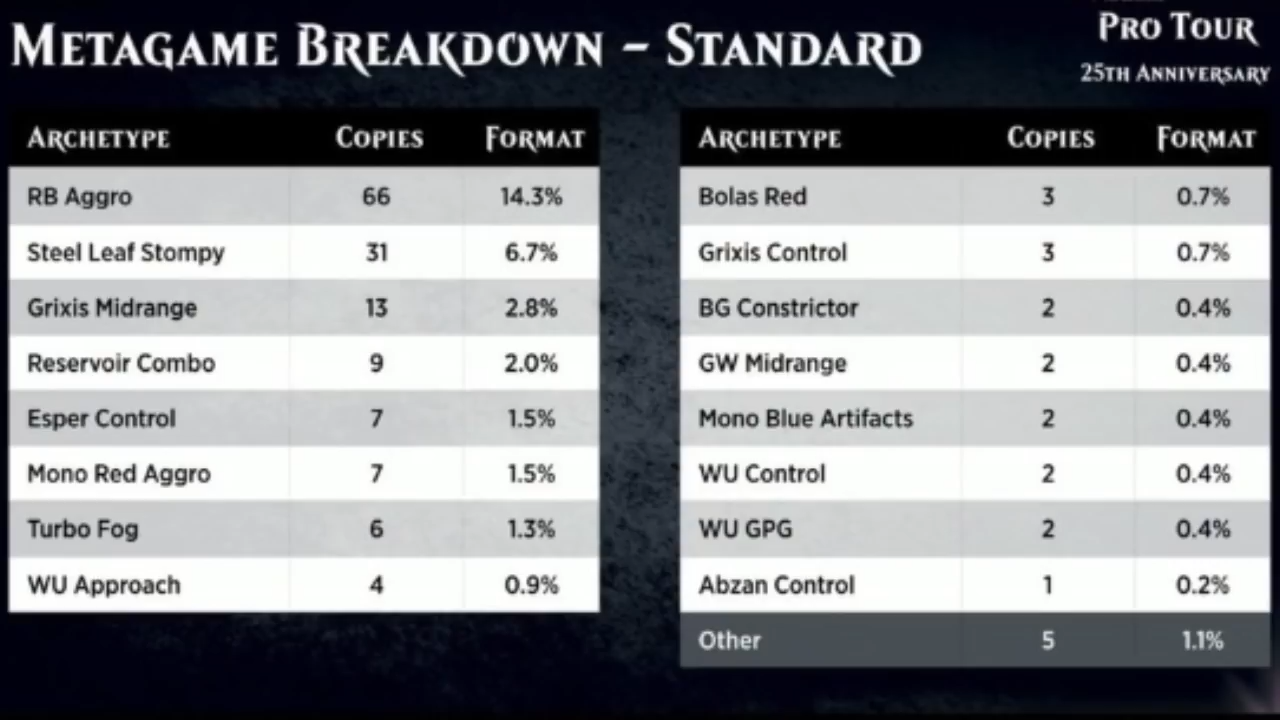 METAGAME BREAKDOWN – STANDARD
PRO TOUR
25TH ANNIVERSARY
ARCHETYPE COPIES FORMAT
RB Aggro 66 14.3%
Steel Leaf Stompy 31 6.7%
Grixis Midrange 13 2.8%
Reservoir Combo 9 2.0%
Esper Control 7 1.5%
Mono Red Aggro 7 1.5%
Turbo Fog 6 1.3%
WU Approach 4 0.9%
ARCHETYPE COPIES FORMAT
Bolas Red 3 0.7%
Grixis Control 3 0.7%
BG Constrictor 2 0.4%
GW Midrange 2 0.4%
Mono Blue Artifacts 2 0.4%
WU Control 2 0.4%
WU GPG 2 0.4%
Abzan Control 1 0.2%
Other 5 1.1%